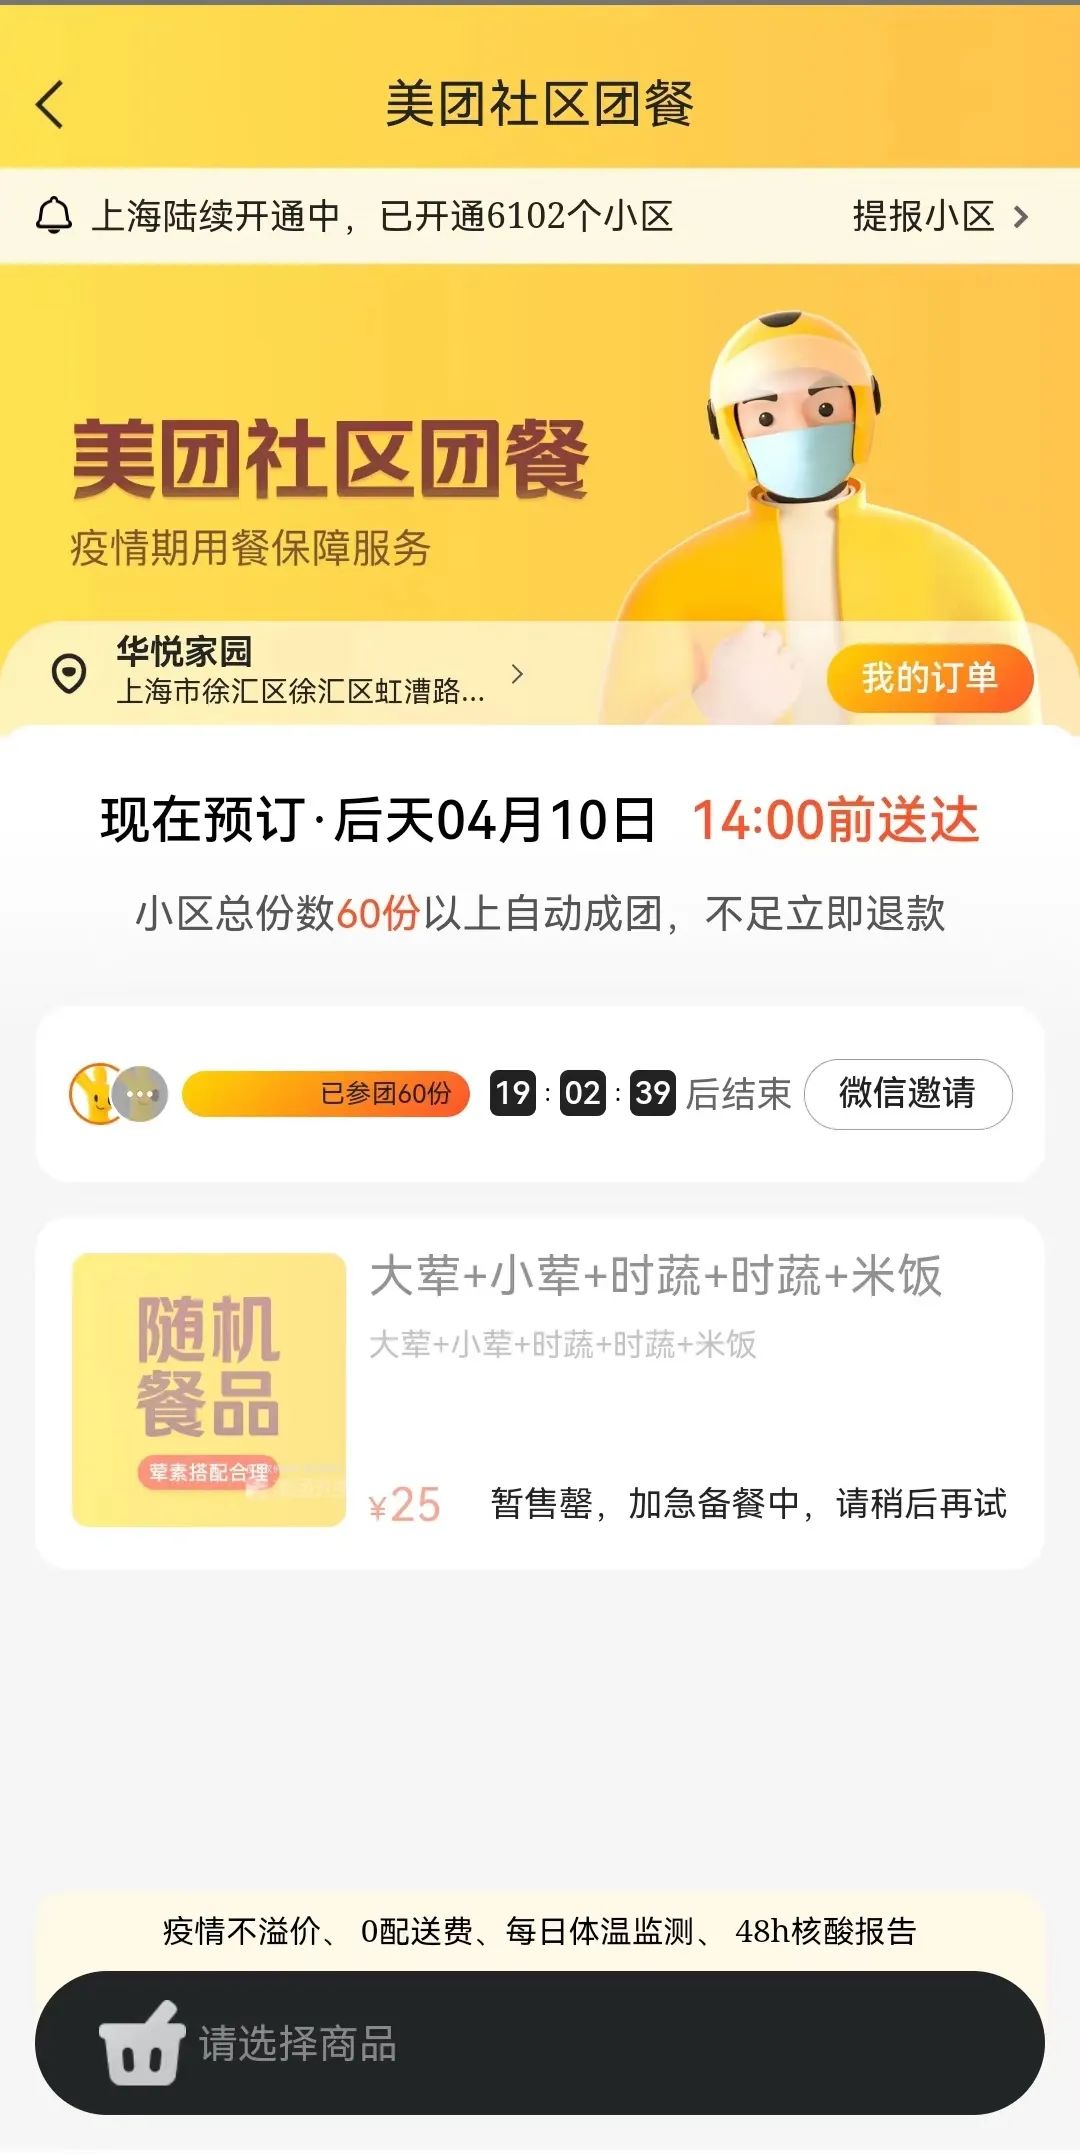 美团社区团餐
上海陆续开通中，已开通6102个小区
提报小区
美团社区团餐
疫情期用餐保障服务
华悦家园
上海市徐汇区徐汇区虹漕路...
我的订单
现在预订·后天04月10日 14:00前送达
小区总份数60份以上自动成团，不足立即退款
已参团60份
19:02:39后结束
微信邀请
随机
餐品
荤素搭配合理
大荤+小荤+时蔬+时蔬+米饭
大荤+小荤+时蔬+时蔬+米饭
¥25
暂售罄，加急备餐中，请稍后再试
疫情不溢价、0配送费、每日体温监测、48h核酸报告
请选择商品